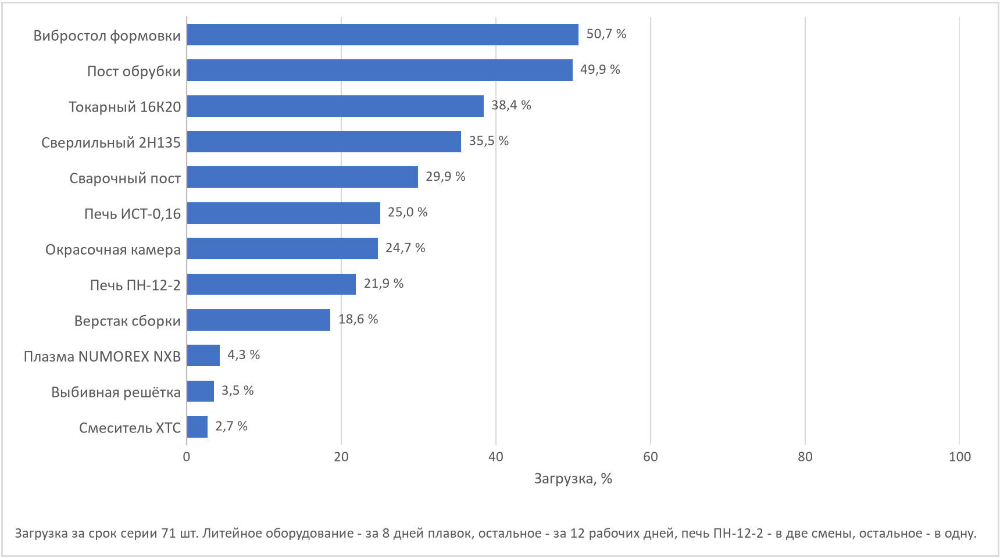 Вибростол формовки 50,7 %
Пост обрубки 49,9 %
Токарный 16К20 38,4 %
Сверлильный 2Н135 35,5 %
Сварочный пост 29,9 %
Печь ИСТ-0,16 25,0 %
Окрасочная камера 24,7 %
Печь ПН-12-2 21,9 %
Верстак сборки 18,6 %
Плазма NUMOREX NXB 4,3 %
Выбивная решётка 3,5 %
Смеситель ХТС 2,7 %
0 20 40 60 80 100
Загрузка, %
Загрузка за срок серии 71 шт. Литейное оборудование - за 8 дней плавок, остальное - за 12 рабочих дней, печь ПН-12-2 - в две смены, остальное - в одну.